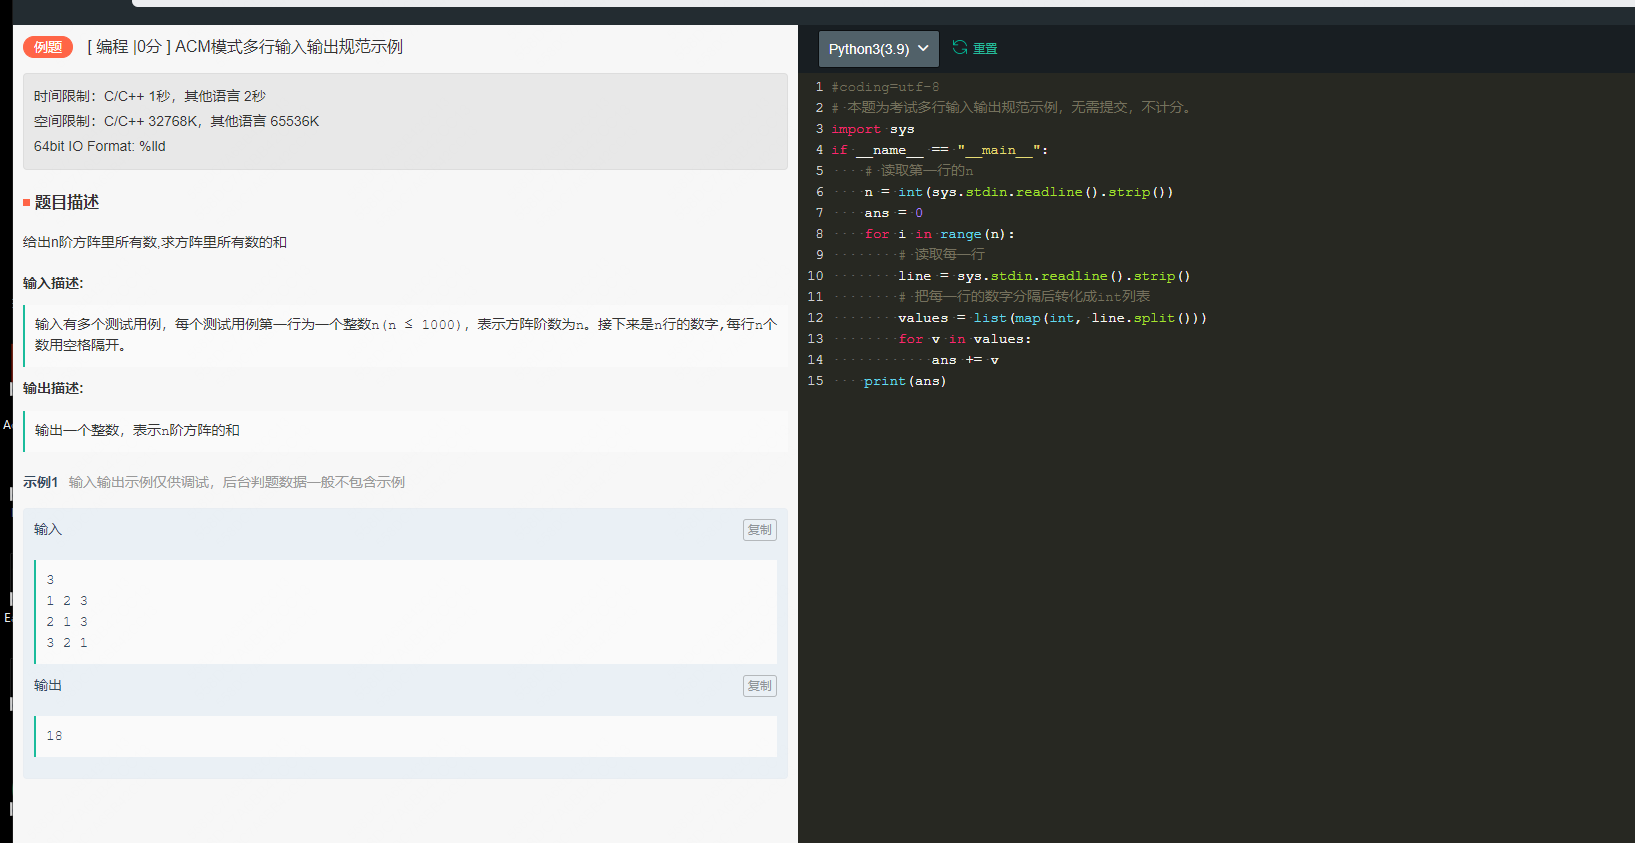 例题 [ 编程 |0分 ] ACM模式多行输入输出规范示例
时间限制：C/C++ 1秒，其他语言 2秒
空间限制：C/C++ 32768K，其他语言 65536K
64bit IO Format: %lld
题目描述
给出n阶方阵里所有数,求方阵里所有数的和
输入描述:
输入有多个测试用例，每个测试用例第一行为一个整数n(n ≤ 1000)，表示方阵阶数为n。接下来是n行的数字,每行n个
数用空格隔开。
输出描述:
输出一个整数，表示n阶方阵的和
示例1 输入输出示例仅供调试，后台判题数据一般不包含示例
输入 复制
3
1 2 3
2 1 3
3 2 1
输出 复制
18
Python3(3.9) 重置
1 #coding=utf-8
2 # 本题为考试多行输入输出规范示例，无需提交，不计分。
3 import sys
4 if __name__ == "__main__":
5     # 读取第一行的n
6     n = int(sys.stdin.readline().strip())
7     ans = 0
8     for i in range(n):
9         # 读取每一行
10         line = sys.stdin.readline().strip()
11         # 把每一行的数字分隔后转化成int列表
12         values = list(map(int, line.split()))
13         for v in values:
14             ans += v
15     print(ans)